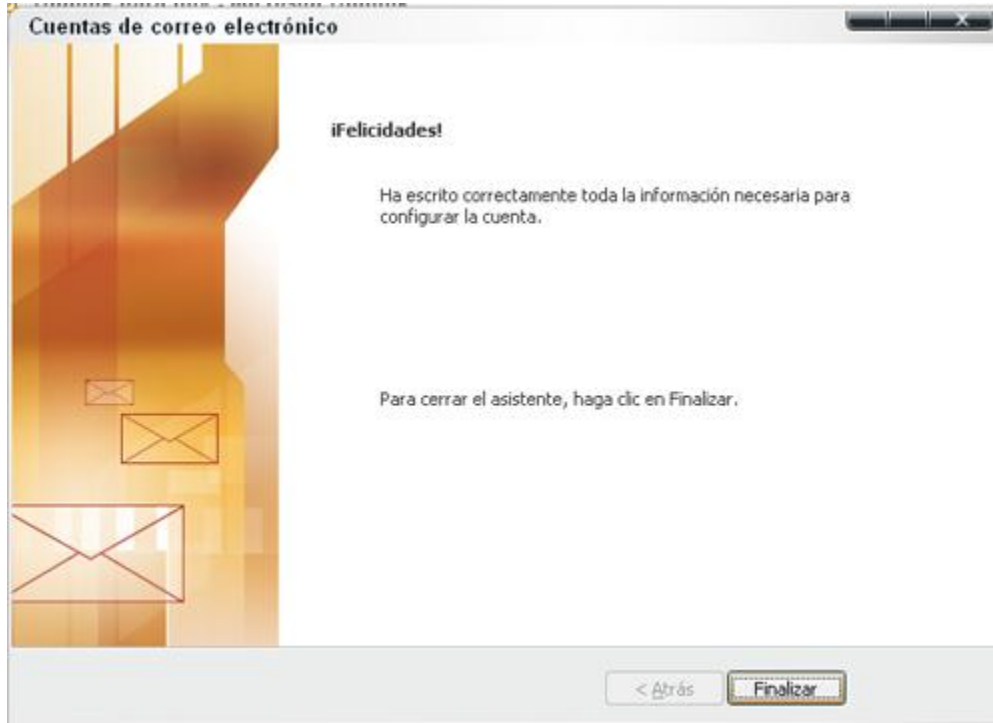 Cuentas de correo electrónico
¡Felicidades!
Ha escrito correctamente toda la información necesaria para
configurar la cuenta.
Para cerrar el asistente, haga clic en Finalizar.
< Atrás
Finalizar